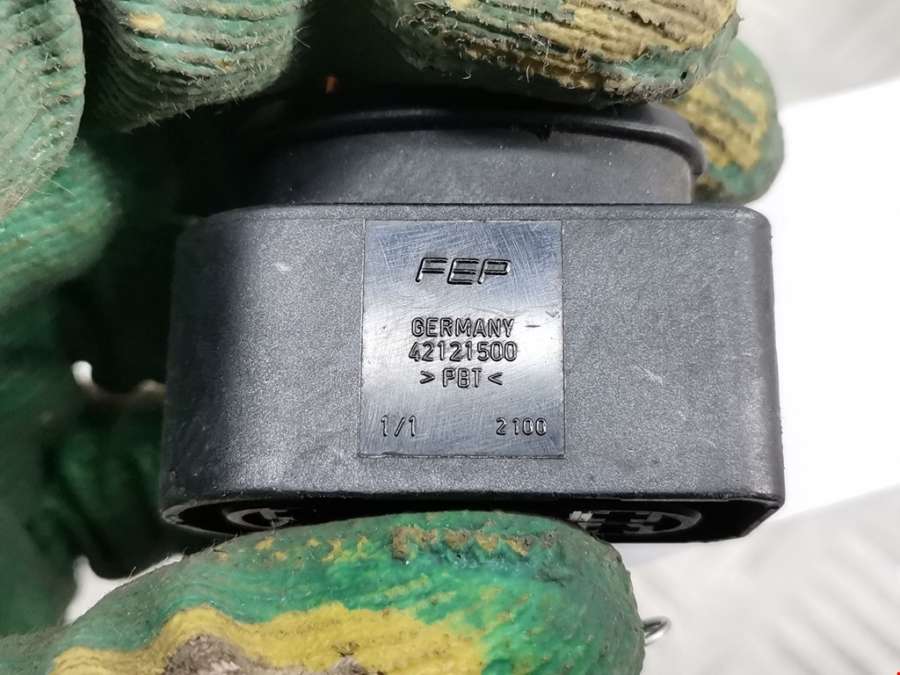 FEP
GERMANY
42121500
>PBT<
1/1 2100